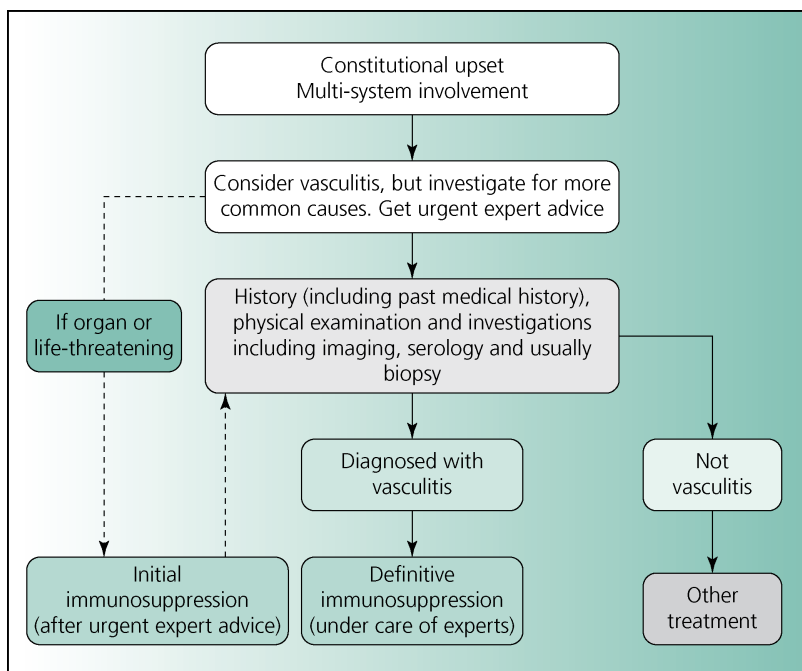 Constitutional upset
Multi-system involvement
Consider vasculitis, but investigate for more
common causes. Get urgent expert advice
If organ or
life-threatening
History (including past medical history),
physical examination and investigations
including imaging, serology and usually
biopsy
Diagnosed with
vasculitis
Not
vasculitis
Initial
immunosuppression
(after urgent expert advice)
Definitive
immunosuppression
(under care of experts)
Other
treatment